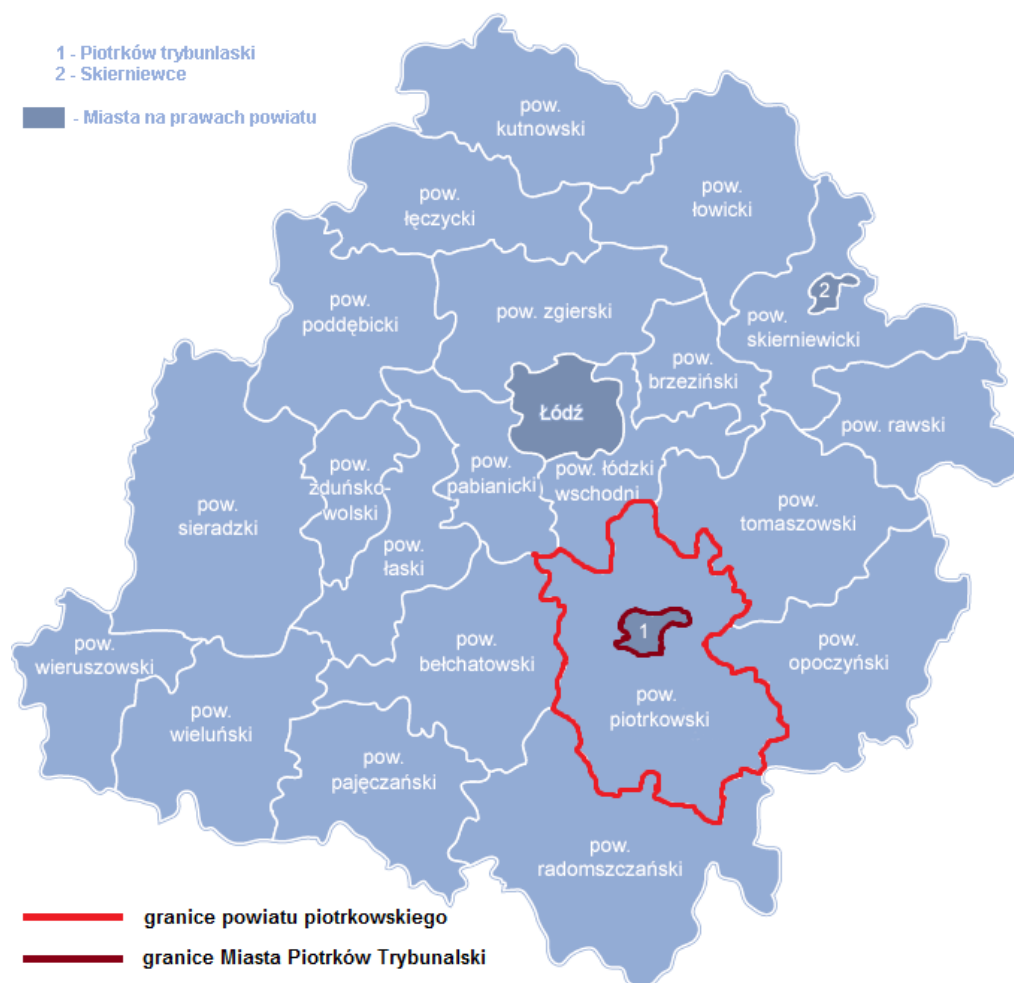 1 - Piotrków trybunlaski
2 - Skierniewce
- Miasta na prawach powiatu
pow.
kutnowski
pow.
łęczycki
pow.
łowicki
2
pow.
poddębicki
pow. zgierski
pow.
skierniewicki
pow.
brzeziński
Łódź
pow. rawski
pow.
sieradzki
pow.
zduńsko-
wolski
pow.
pabianicki
pow. łódzki
wschodni
pow.
tomaszowski
pow.
łaski
1
pow.
wieruszowski
pow.
bełchatowski
pow.
opoczyński
pow.
wieluński
pow.
piotrkowski
pow.
pajęczański
pow.
radomszczański
granice powiatu piotrkowskiego
granice Miasta Piotrków Trybunalski